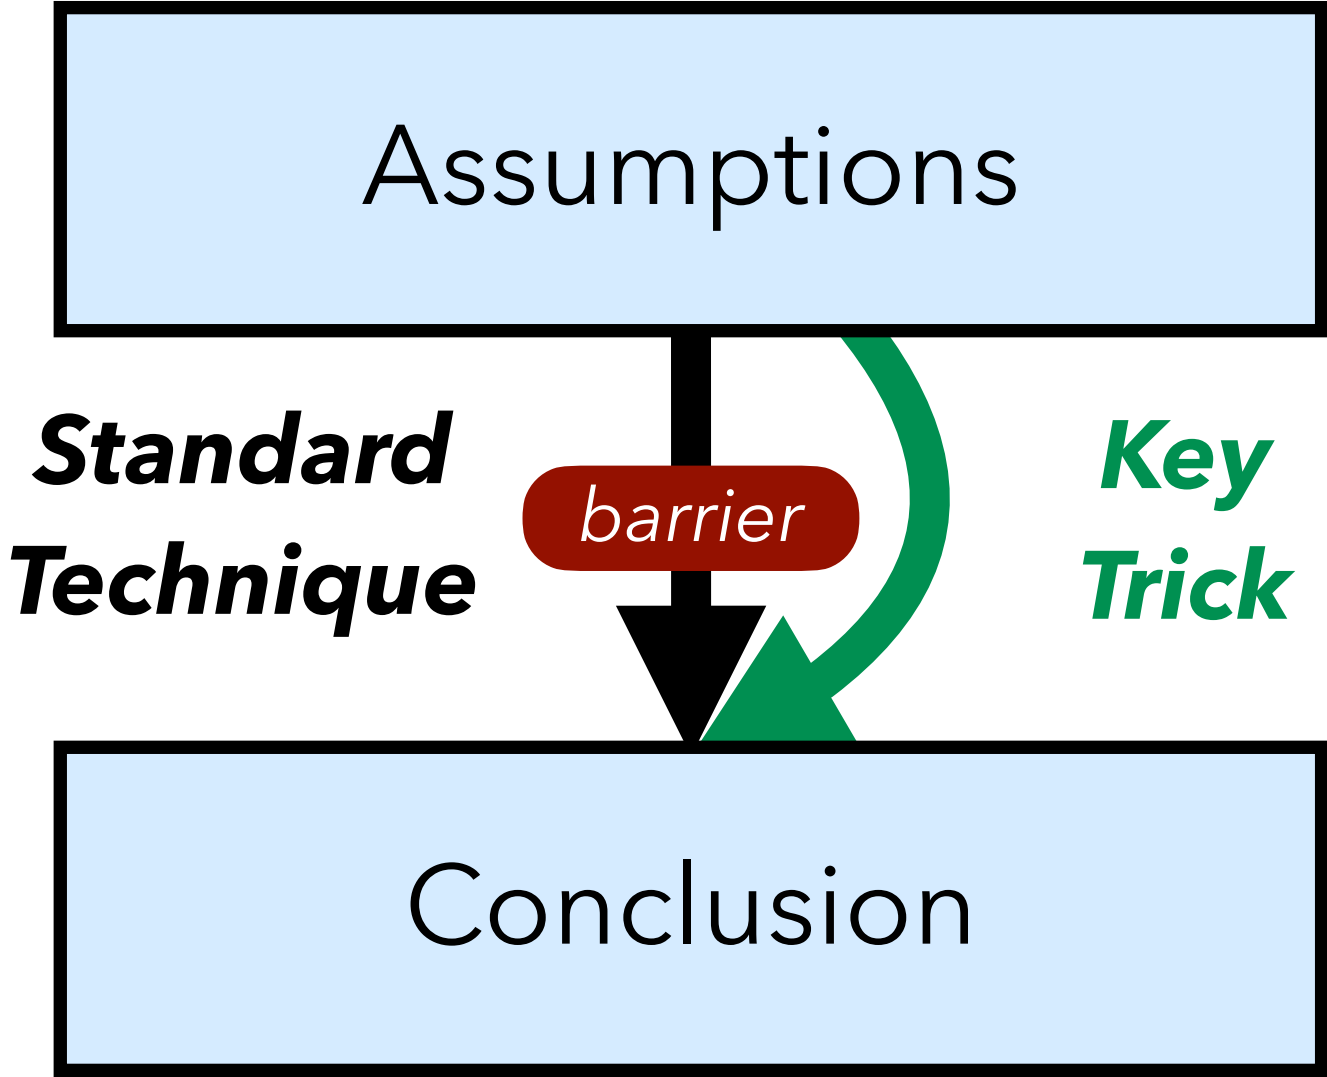 Assumptions
Standard
Technique
barrier
Key
Trick
Conclusion